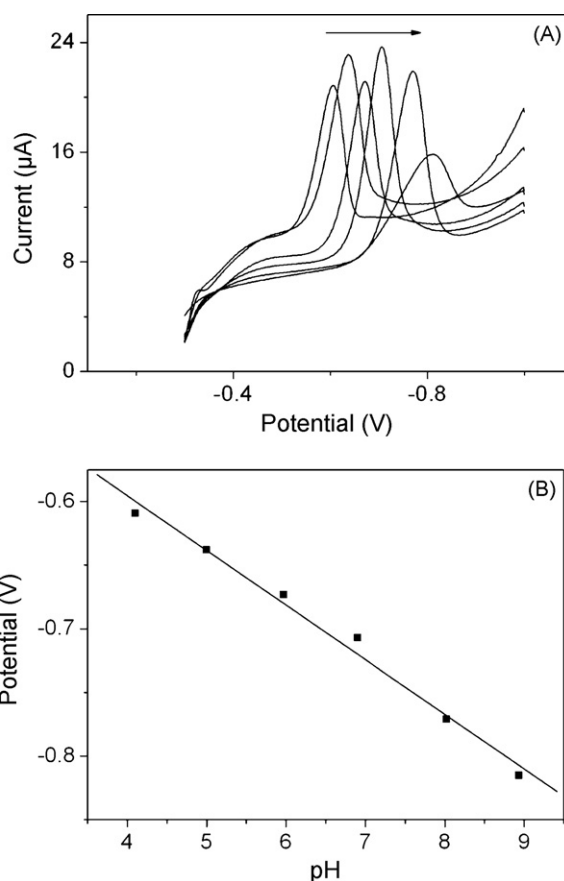 (A)
24
16
8
0
Current (µA)
-0.4
-0.8
Potential (V)
(B)
-0.6
-0.7
-0.8
Potential (V)
4 5 6 7 8 9
pH